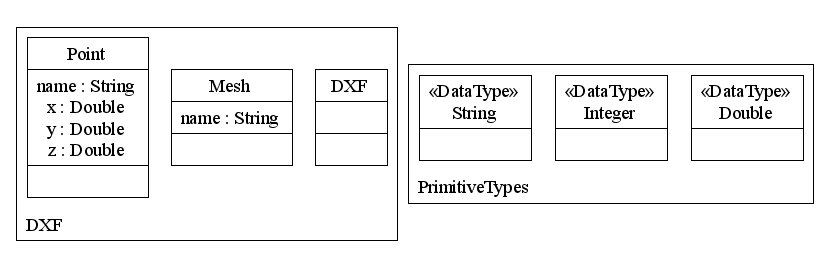 Point
name : String
x : Double
y : Double
z : Double
Mesh
name : String
DXF
DXF
«DataType»
String
«DataType»
Integer
«DataType»
Double
PrimitiveTypes